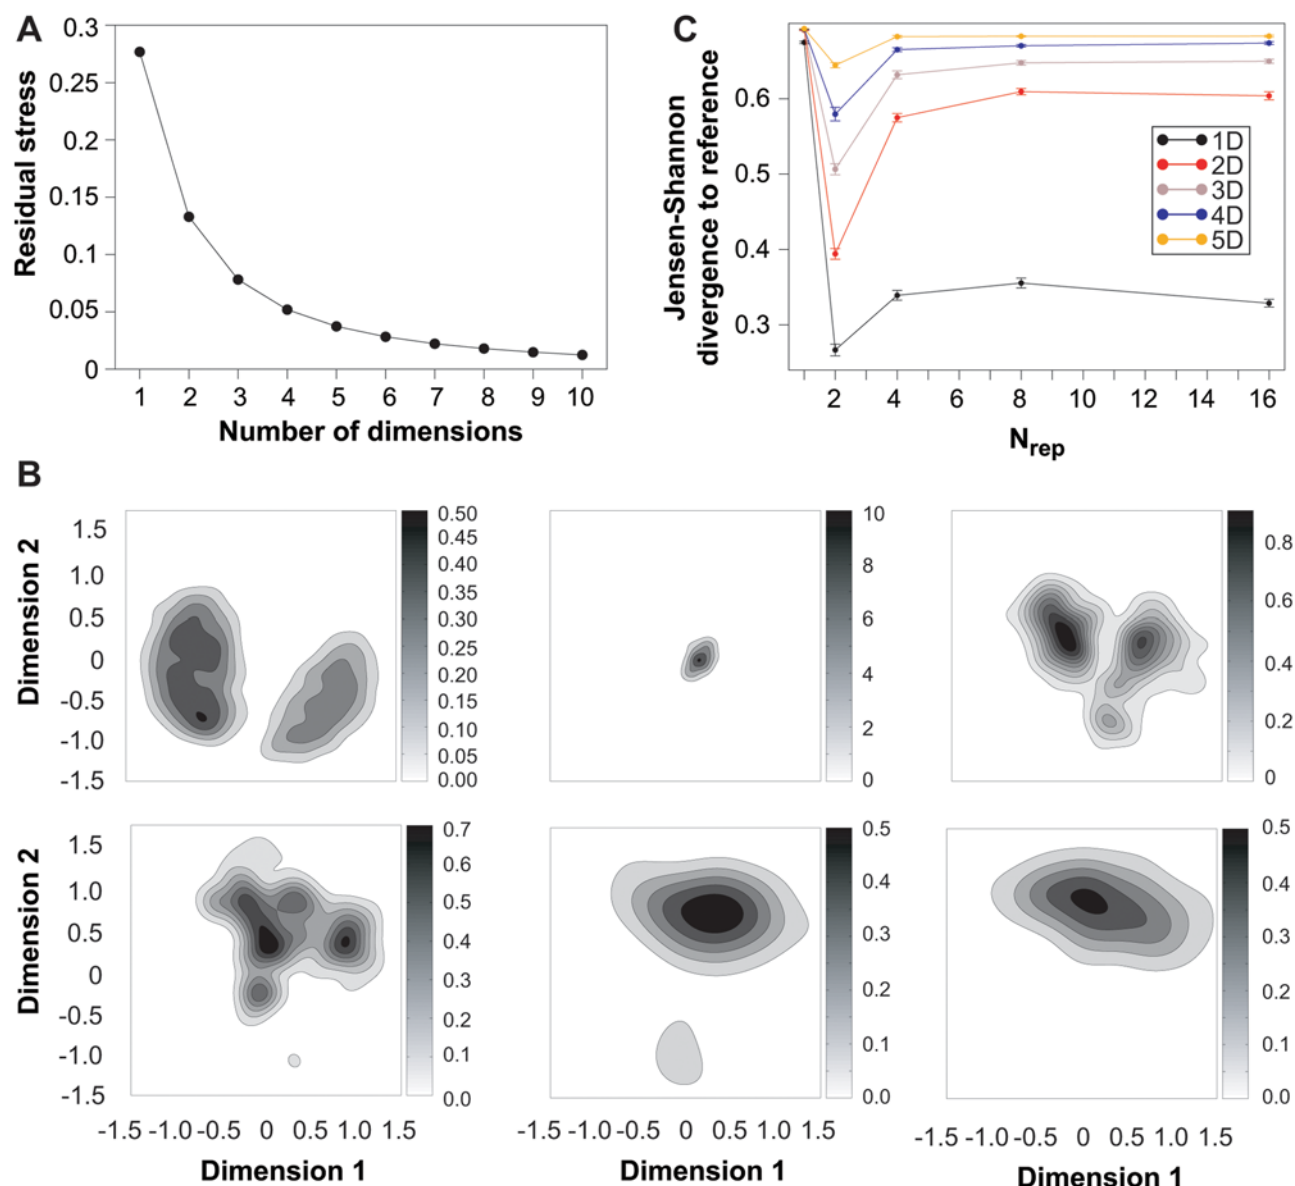 A
0.3
0.25
0.2
0.15
0.1
0.05
0
Residual stress
1 2 3 4 5 6 7 8 9 10
Number of dimensions
C
0.6
0.5
0.4
0.3
Jensen-Shannon
divergence to reference
1D
2D
3D
4D
5D
2 4 6 8 10 12 14 16
Nrep
B
Dimension 2
1.5
1.0
0.5
0
-0.5
-1.0
-1.5
0.50
0.45
0.40
0.35
0.30
0.25
0.20
0.15
0.10
0.05
0.00
10
8
6
4
2
0
0.8
0.6
0.4
0.2
0
Dimension 2
1.5
1.0
0.5
0
-0.5
-1.0
-1.5
0.7
0.6
0.5
0.4
0.3
0.2
0.1
0.0
0.5
0.4
0.3
0.2
0.1
0.0
0.5
0.4
0.3
0.2
0.1
0.0
-1.5 -1.0 -0.5 0 0.5 1.0 1.5
-1.5 -1.0 -0.5 0 0.5 1.0 1.5
-1.5 -1.0 -0.5 0 0.5 1.0 1.5
Dimension 1
Dimension 1
Dimension 1